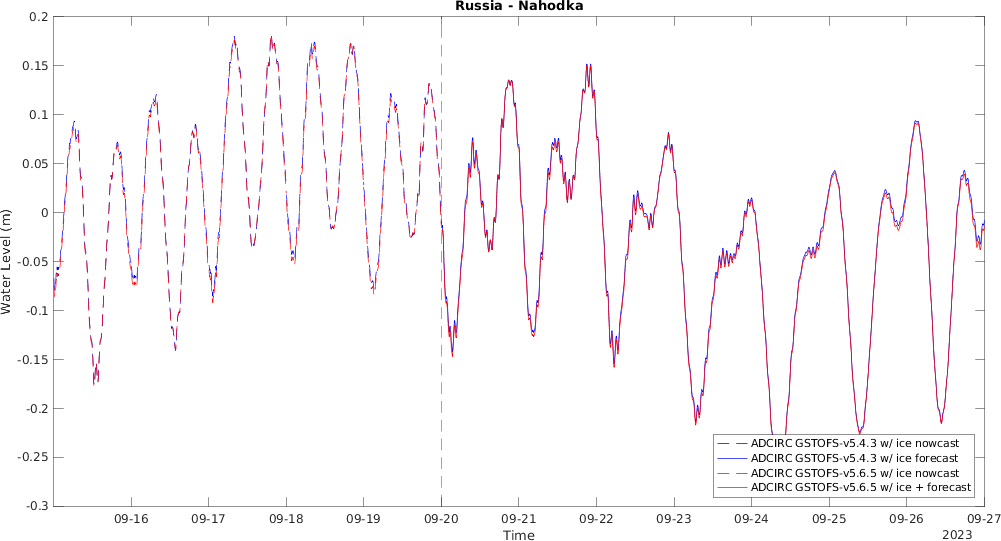 Russia - Nahodka
0.2
0.15
0.1
0.05
0
-0.05
-0.1
-0.15
-0.2
-0.25
-0.3
Water Level (m)
ADCIRC GSTOFS-v5.4.3 w/ ice nowcast
ADCIRC GSTOFS-v5.4.3 w/ ice forecast
ADCIRC GSTOFS-v5.6.5 w/ ice nowcast
ADCIRC GSTOFS-v5.6.5 w/ ice + forecast
09-16 09-17 09-18 09-19 09-20 09-21 09-22 09-23 09-24 09-25 09-26 09-27
Time
2023